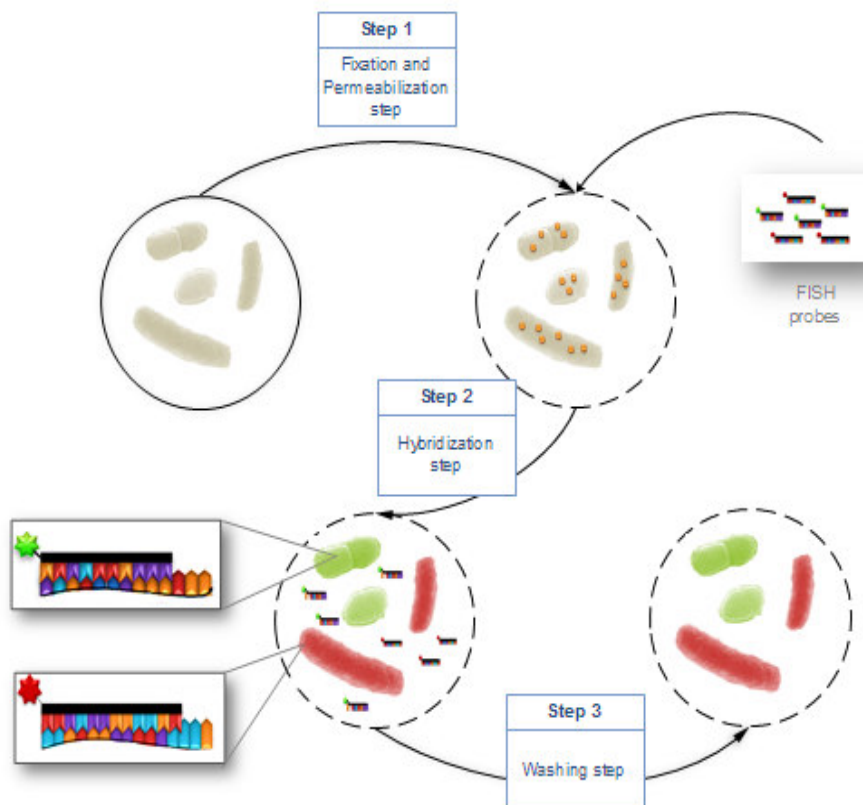 Step 1
Fixation and
Permeabilization
step
FISH
probes
Step 2
Hybridization
step
Step 3
Washing step